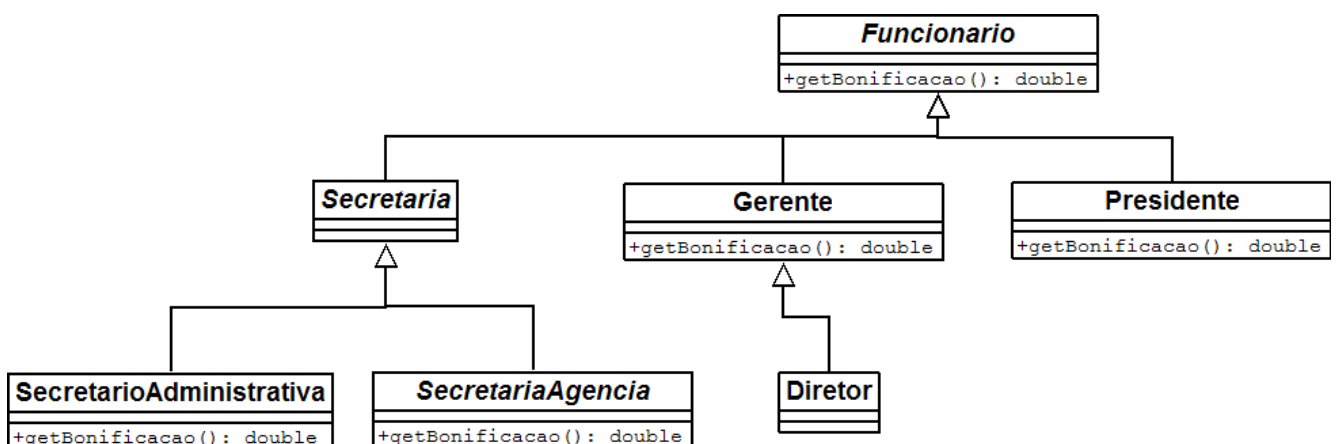 Funcionario
+getBonificacao(): double
Secretaria
Gerente
+getBonificacao(): double
Presidente
+getBonificacao(): double
SecretarioAdministrativa
+getBonificacao(): double
SecretariaAgencia
+getBonificacao(): double
Diretor